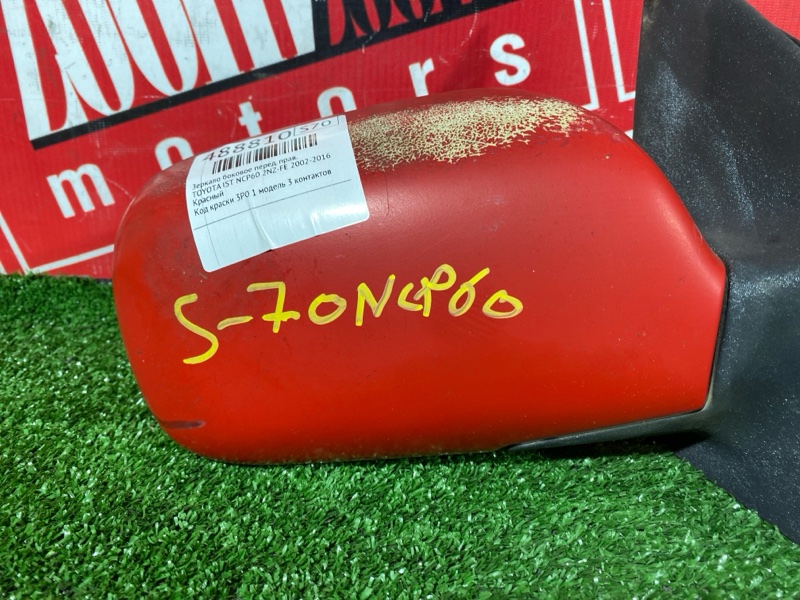 motors
488810 S70
Зеркало боковое перед. прав.
TOYOTA IST NCP60 2NZ-FE 2002-2016
Красный
Код краски 3P0 1 модель 3 контактов
S-70NCP60